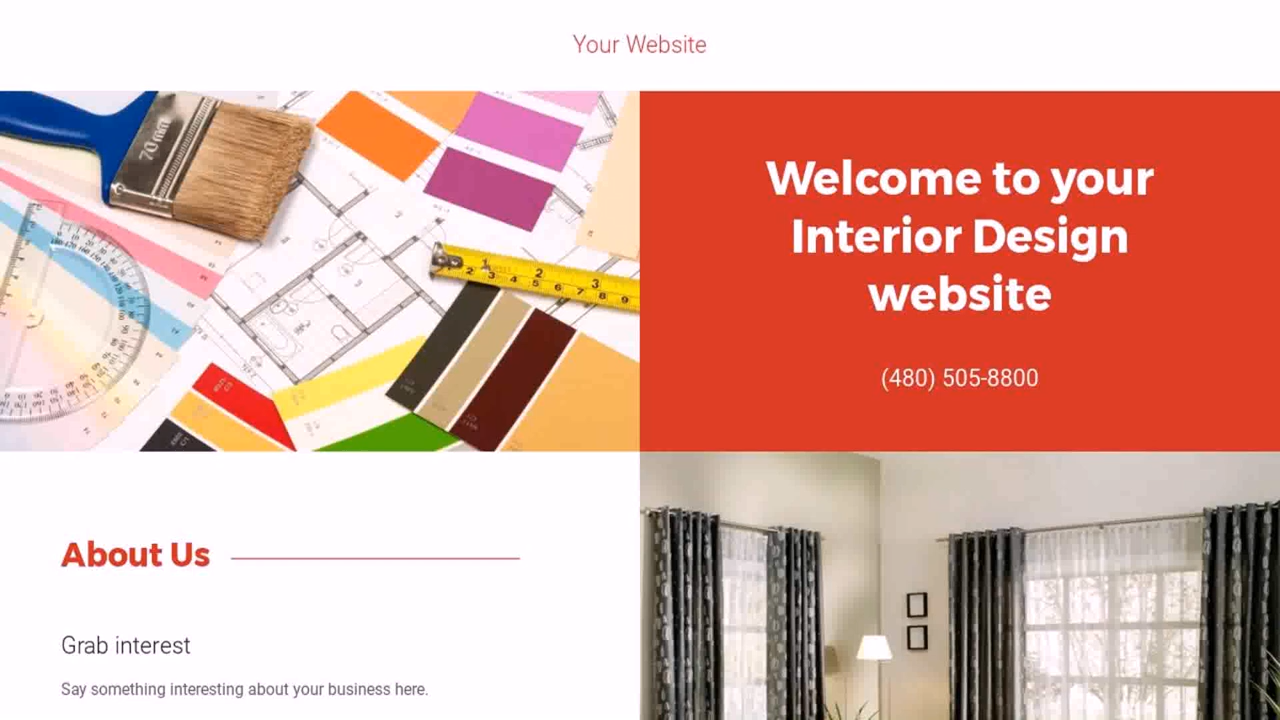 Your Website
70mm
Welcome to your
Interior Design
website
(480) 505-8800
About Us
Grab interest
Say something interesting about your business here.